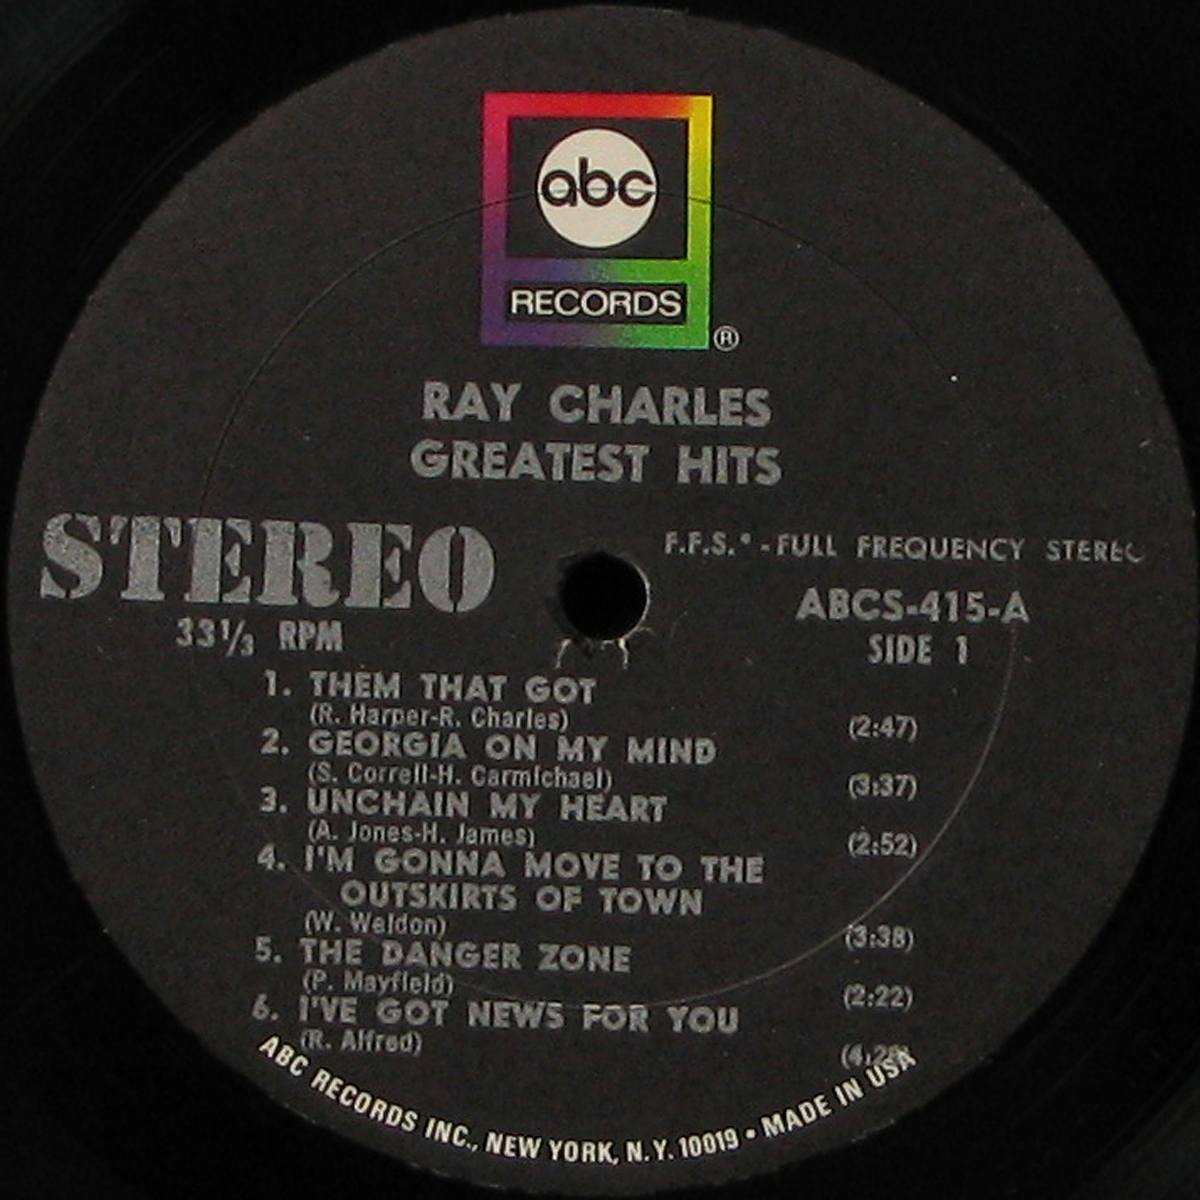 abc
RECORDS
®
RAY CHARLES
GREATEST HITS
STEREO
33⅓ RPM
F.F.S.* - FULL FREQUENCY STEREO
ABCS-415-A
SIDE 1
1. THEM THAT GOT
(R. Harper-R. Charles) (2:47)
2. GEORGIA ON MY MIND
(S. Correll-H. Carmichael) (3:37)
3. UNCHAIN MY HEART
(A. Jones-H. James) (2:52)
4. I'M GONNA MOVE TO THE
OUTSKIRTS OF TOWN
(W. Weldon) (3:38)
5. THE DANGER ZONE
(P. Mayfield) (2:22)
6. I'VE GOT NEWS FOR YOU
(R. Alfred)
ABC RECORDS INC., NEW YORK, N.Y. 10019 • MADE IN USA